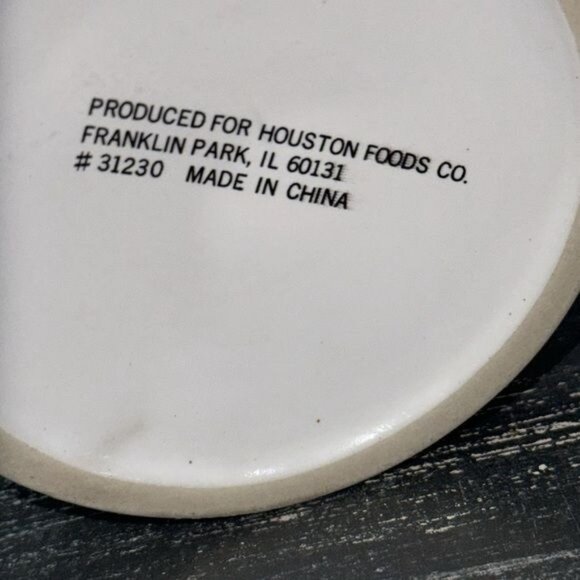 PRODUCED FOR HOUSTON FOODS CO.
FRANKLIN PARK, IL 60131
# 31230 MADE IN CHINA